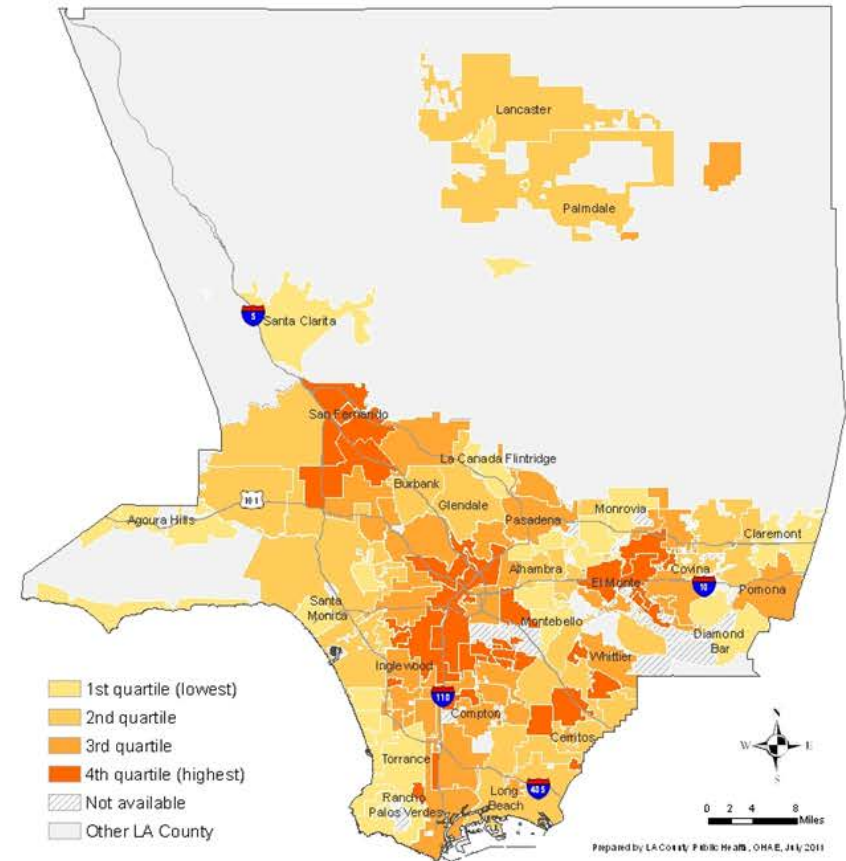 Lancaster
Palmdale
5
Santa Clarita
San Fernando
La Canada Flintridge
Burbank
101
Glendale
Monrovia
Agoura Hills
Pasadena
Claremont
Alhambra
Covina
El Monte
10
Pomona
Santa
Monica
Montebello
Diamond
Bar
Whittier
Inglewood
110
Compton
Cerritos
Torrance
Long
Beach
405
Rancho
Palos Verdes
1st quartile (lowest)
2nd quartile
3rd quartile
4th quartile (highest)
Not available
Other LA County
N
W E
S
0 2 4 8
Miles
Prepared by LA County Public Health, OHAE, July 2011